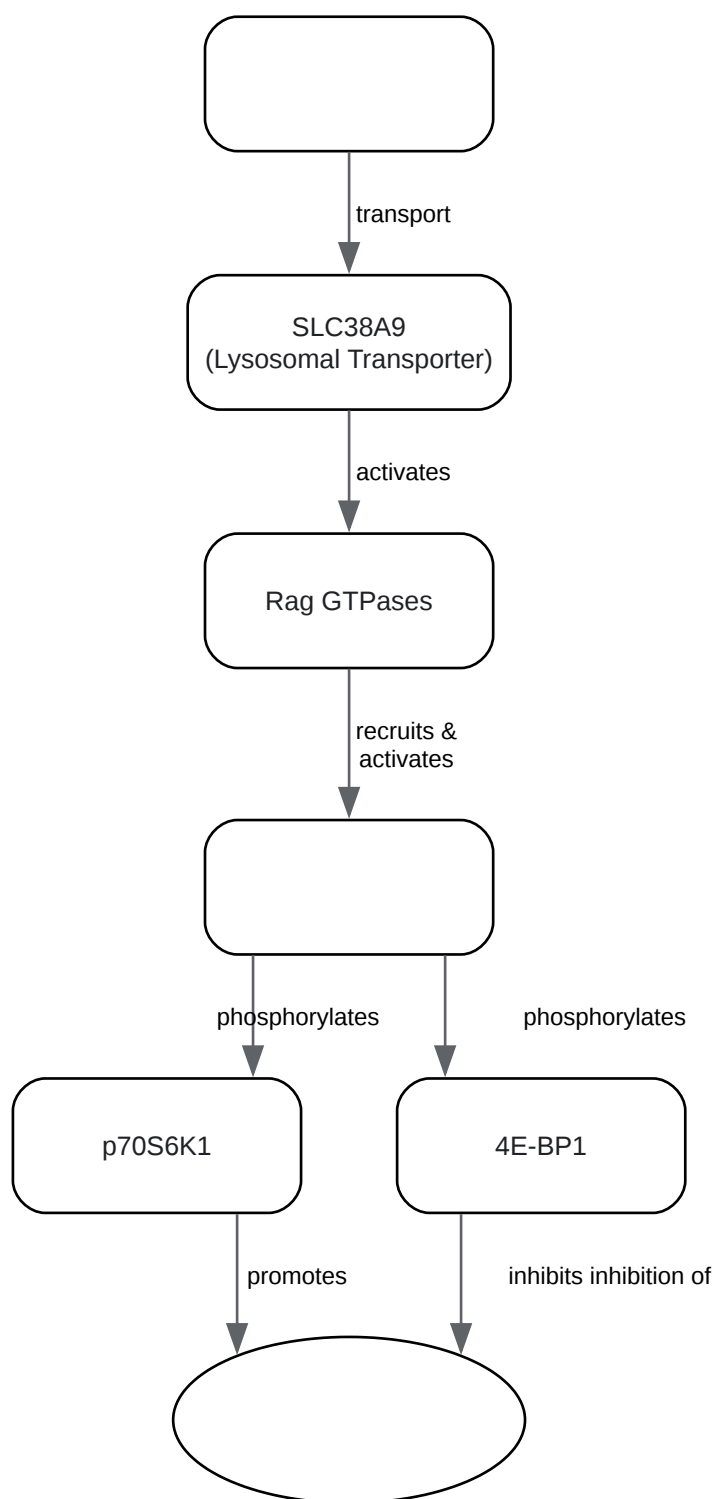 transport
SLC38A9
(Lysosomal Transporter)
activates
Rag GTPases
recruits &
activates
phosphorylates
phosphorylates
p70S6K1
4E-BP1
promotes
inhibits inhibition of